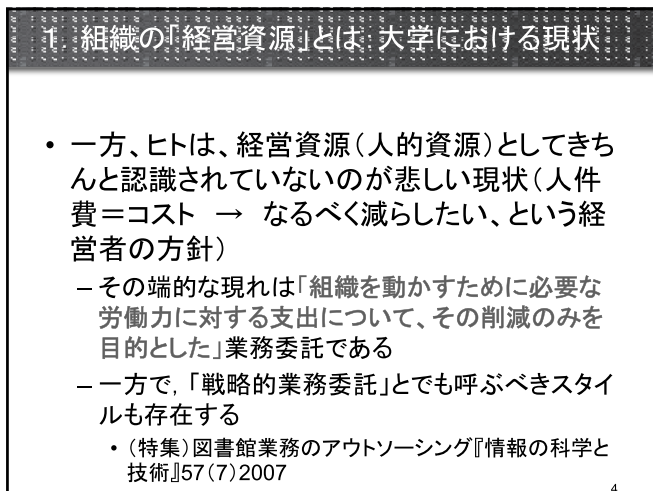 1. 組織の「経営資源」とは：大学における現状
• 一方、ヒトは、経営資源（人的資源）としてきち
んと認識されていないのが悲しい現状（人件
費＝コスト → なるべく減らしたい、という経
営者の方針）
– その端的な現れは「組織を動かすために必要な
労働力に対する支出について、その削減のみを
目的とした」業務委託である
– 一方で，「戦略的業務委託」とでも呼ぶべきスタイ
ルも存在する
• （特集）図書館業務のアウトソーシング『情報の科学と
技術』57（7）2007
4